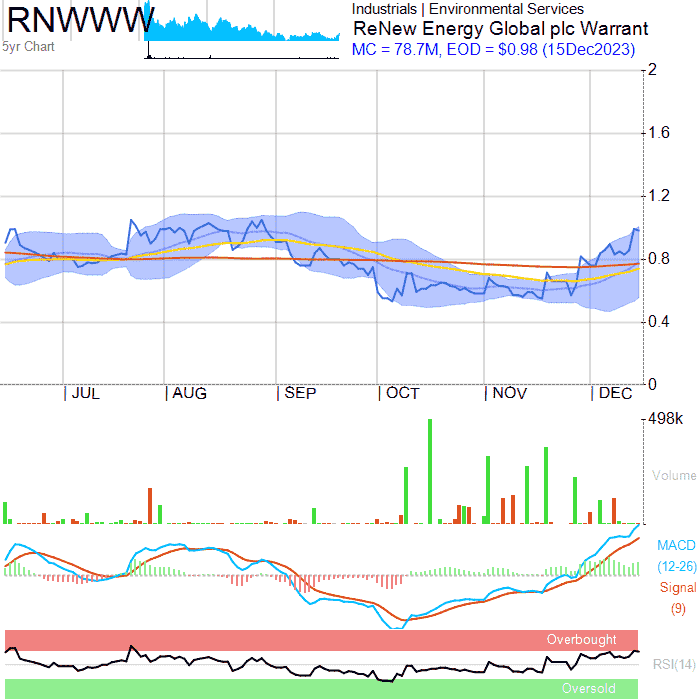 RNWWW
5yr Chart
Industrials | Environmental Services
ReNew Energy Global plc Warrant
MC = 78.7M, EOD = $0.98 (15Dec2023)
2
1.6
1.2
0.8
0.4
0
| JUL | AUG | SEP | OCT | NOV | DEC
498k
Volume
MACD
(12-26)
Signal
(9)
Overbought
RSI(14)
Oversold